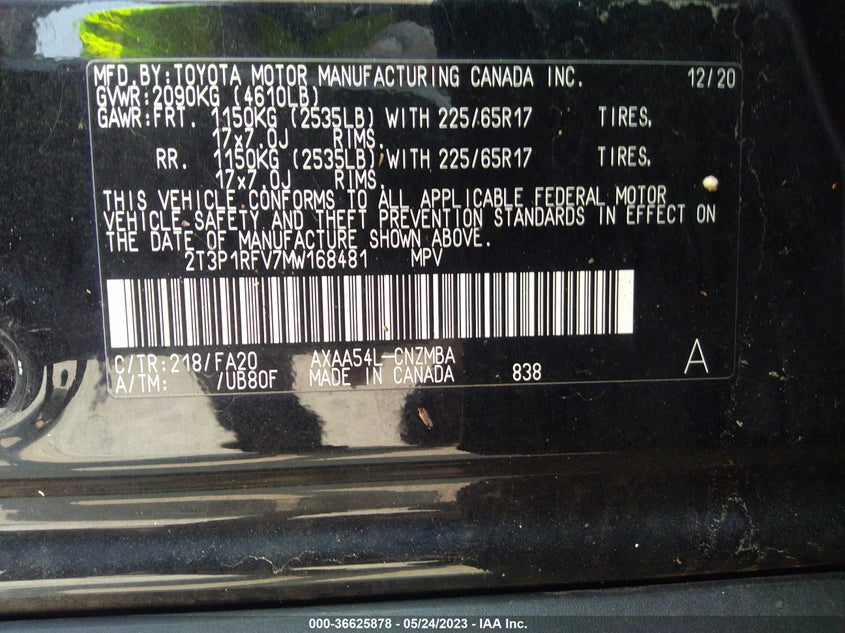 MFD.BY:TOYOTA MOTOR MANUFACTURING CANADA INC. 12/20
GVWR:2090KG (4610LB)
GAWR:FRT. 1150KG (2535LB) WITH 225/65R17 TIRES,
17x7.0J RIMS.
RR. 1150KG (2535LB) WITH 225/65R17 TIRES,
17x7.0J RIMS.
THIS VEHICLE CONFORMS TO ALL APPLICABLE FEDERAL MOTOR
VEHICLE SAFETY AND THEFT PREVENTION STANDARDS IN EFFECT ON
THE DATE OF MANUFACTURE SHOWN ABOVE.
2T3P1RFV7MW168481 MPV
C/TR:218/FA20 AXAA54L-CNZMBA A
A/TM: /UB80F MADE IN CANADA 838
000-36625878 - 05/24/2023 - IAA Inc.